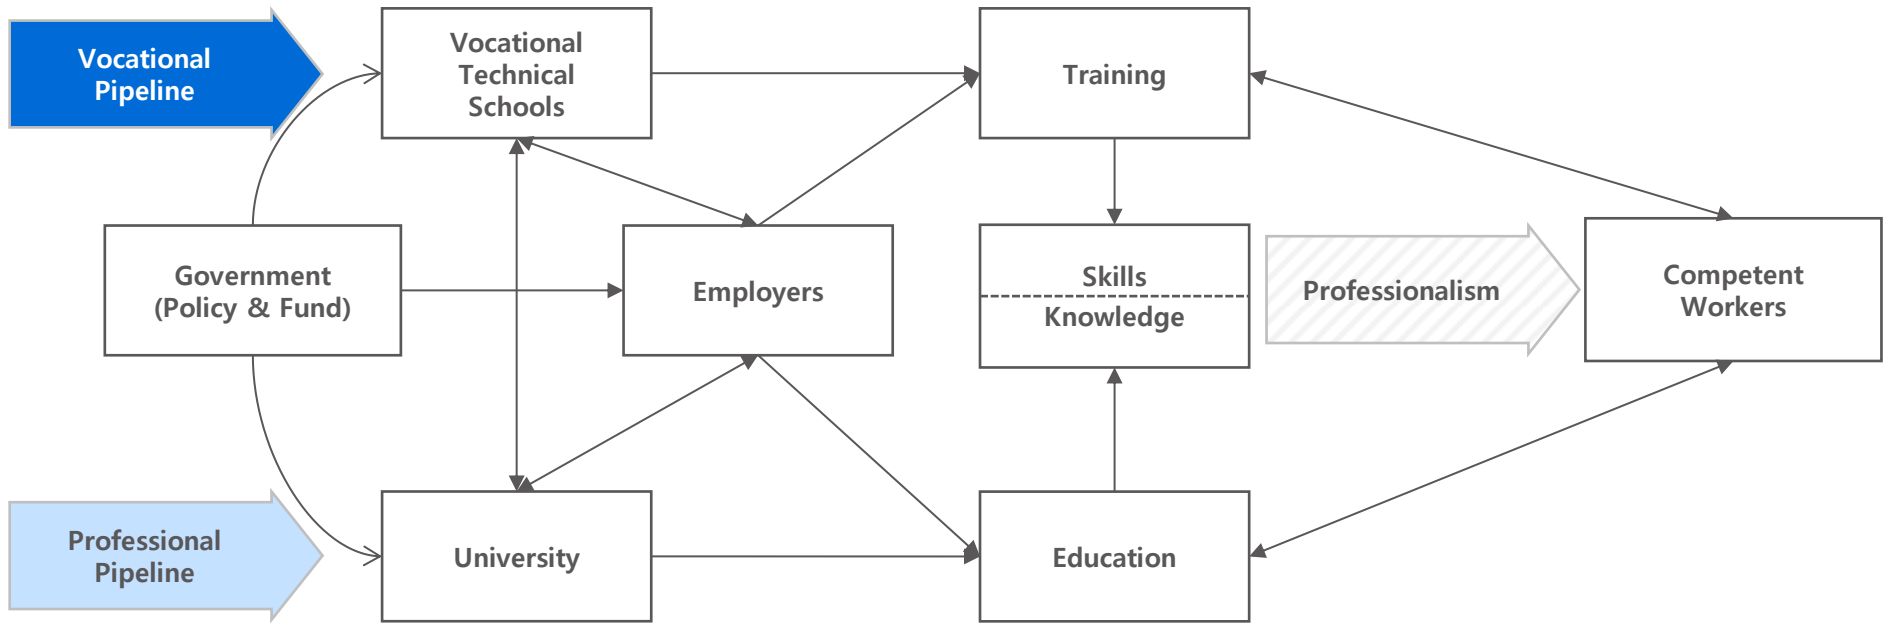 Vocational
Pipeline
Vocational
Technical
Schools
Training
Government
(Policy & Fund)
Employers
Skills
Knowledge
Professionalism
Competent
Workers
Professional
Pipeline
University
Education